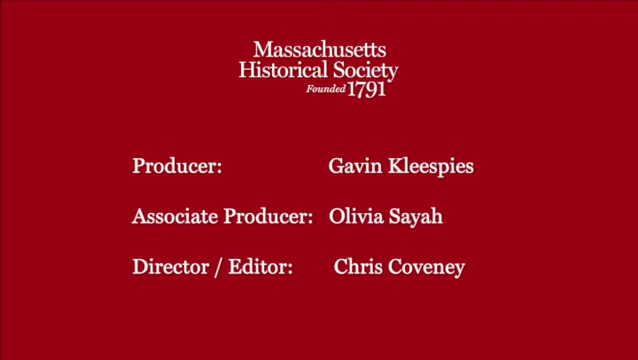 Massachusetts
Historical Society
Founded 1791
Producer: Gavin Kleespies
Associate Producer: Olivia Sayah
Director / Editor: Chris Coveney